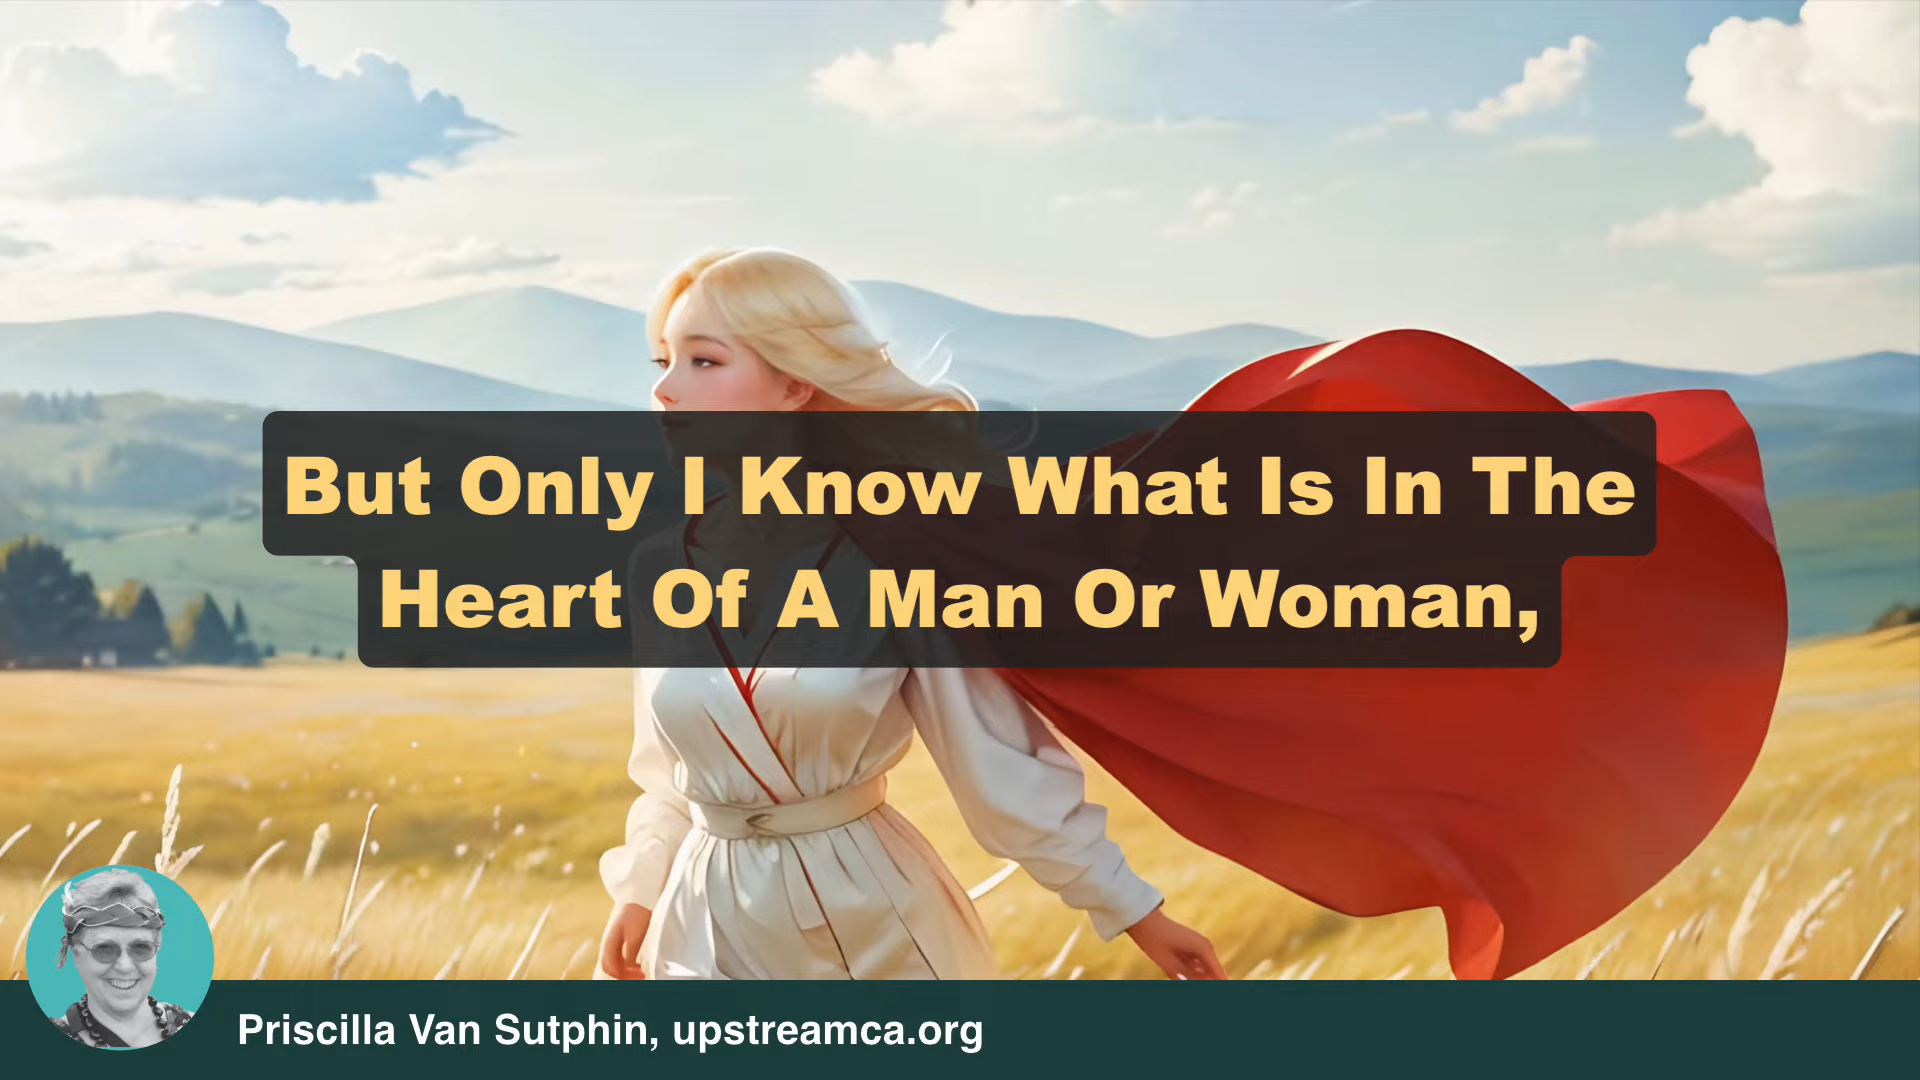 But Only I Know What Is In The
Heart Of A Man Or Woman,
Priscilla Van Sutphin, upstreamca.org